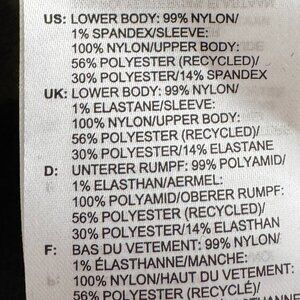 US: LOWER BODY: 99% NYLON/
1% SPANDEX/SLEEVE:
100% NYLON/UPPER BODY:
56% POLYESTER (RECYCLED)/
30% POLYESTER/14% SPANDEX
UK: LOWER BODY: 99% NYLON/
1% ELASTANE/SLEEVE:
100% NYLON/UPPER BODY:
56% POLYESTER (RECYCLED)/
30% POLYESTER/14% ELASTANE
D: UNTERER RUMPF: 99% POLYAMID/
1% ELASTHAN/AERMEL:
100% POLYAMID/OBERER RUMPF:
56% POLYESTER (RECYCLED)/
30% POLYESTER/14% ELASTHAN
F: BAS DU VETEMENT: 99% NYLON/
1% ÉLASTHANNE/MANCHE:
100% NYLON/HAUT DU VETEMENT:
56% POLYESTER (RECYCLÉ)/